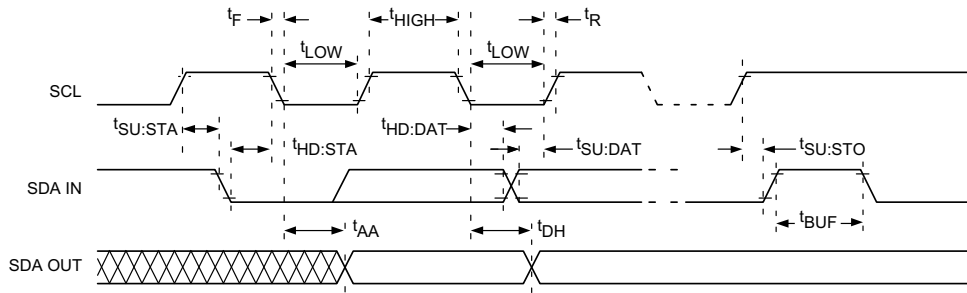 tF tHIGH tR
tLOW tLOW
SCL
tSU:STA tHD:DAT
tHD:STA tSU:DAT tSU:STO
SDA IN
tAA tDH tBUF
SDA OUT